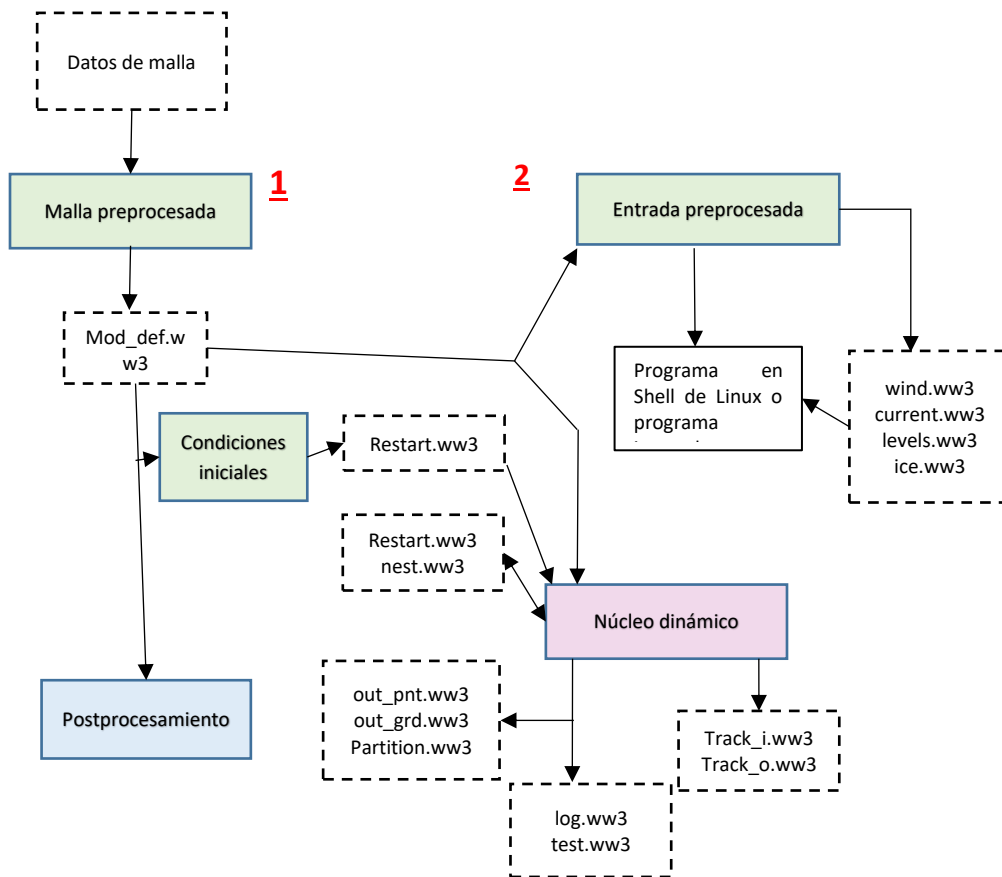 Datos de malla
Malla preprocesada
1
2
Entrada preprocesada
Mod_def.w
w3
Programa en
Shell de Linux o
programa
wind.ww3
current.ww3
levels.ww3
ice.ww3
Condiciones
iniciales
Restart.ww3
Restart.ww3
nest.ww3
Núcleo dinámico
Postprocesamiento
out_pnt.ww3
out_grd.ww3
Partition.ww3
Track_i.ww3
Track_o.ww3
log.ww3
test.ww3